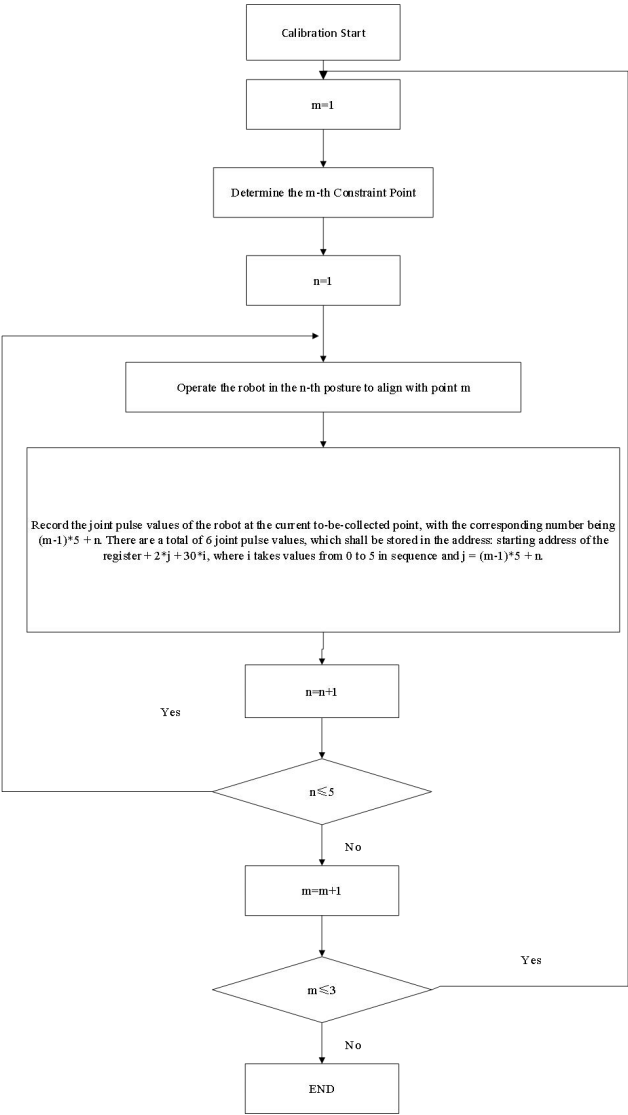 Calibration Start
m=1
Determine the m-th Constraint Point
n=1
Operate the robot in the n-th posture to align with point m
Record the joint pulse values of the robot at the current to-be-collected point, with the corresponding number being
(m-1)*5 + n. There are a total of 6 joint pulse values, which shall be stored in the address: starting address of the
register + 2*j + 30*i, where i takes values from 0 to 5 in sequence and j = (m-1)*5 + n.
n=n+1
Yes
n≤5
No
m=m+1
Yes
m≤3
No
END